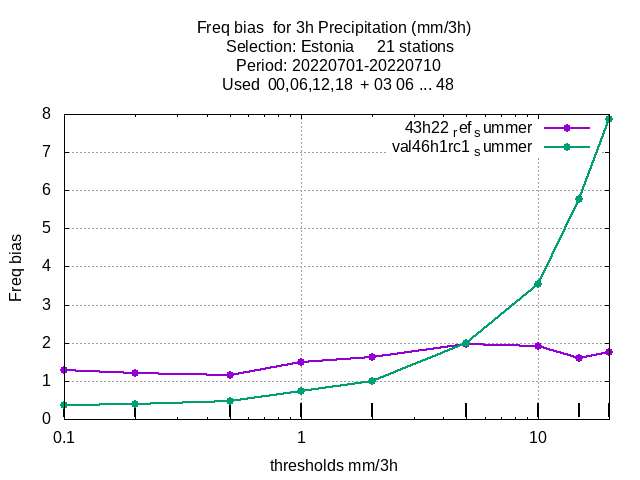 Freq bias  for 3h Precipitation (mm/3h)
Selection: Estonia     21 stations
Period: 20220701-20220710
Used  00,06,12,18  + 03 06 ... 48
43h22 refsummer
val46h1rc1 summer
8
7
6
5
4
3
2
1
0
Freq bias
0.1 1 10
thresholds mm/3h